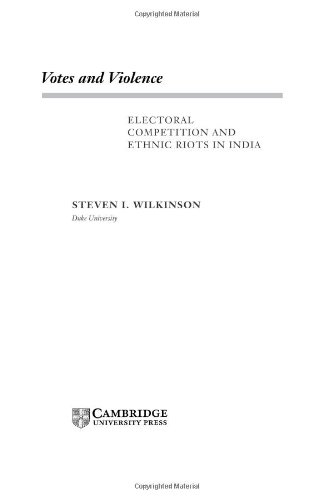 Copyrighted Material
Votes and Violence
ELECTORAL
COMPETITION AND
ETHNIC RIOTS IN INDIA
STEVEN I. WILKINSON
Duke University
CAMBRIDGE
UNIVERSITY PRESS
Copyrighted Material